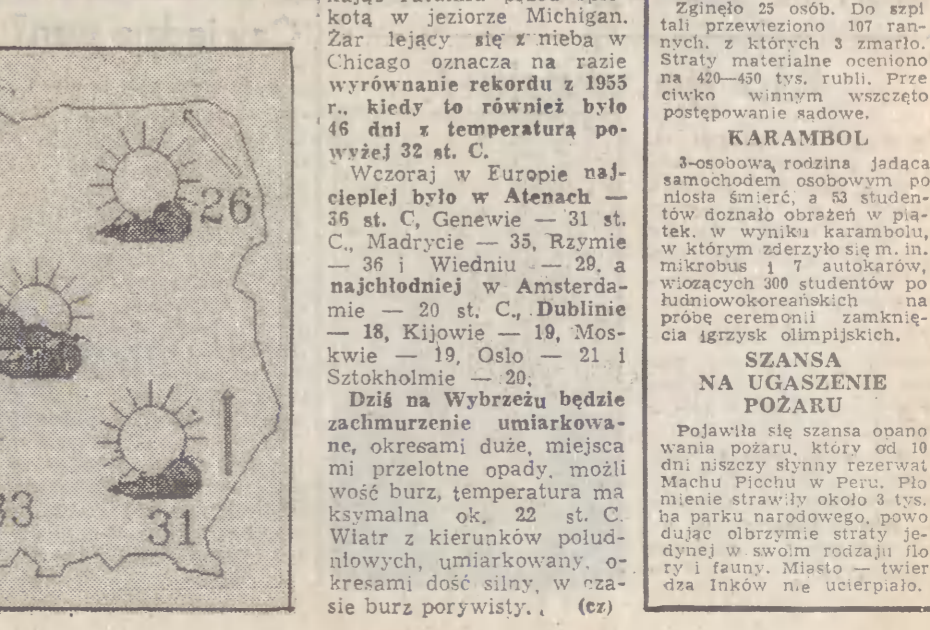 26
33
31
kotą w jeziorze Michigan.
Żar lejący się z nieba w
Chicago oznacza na razie
wyrównanie rekordu z 1955
r., kiedy to również było
46 dni z temperaturą po-
wyżej 32 st. C.
Wczoraj w Europie naj-
cieplej było w Atenach —
36 st. C, Genewie — 31 st.
C., Madrycie — 35, Rzymie
— 36 i Wiedniu — 29, a
najchłodniej w Amsterda-
mie — 20 st. C., Dublinie
— 18, Kijowie — 19, Mos-
kwie — 19, Oslo — 21 i
Sztokholmie — 20.
Dziś na Wybrzeżu będzie
zachmurzenie umiarkowa-
ne, okresami duże, miejsca
mi przelotne opady, możli
wość burz, temperatura ma
ksymalna ok. 22 st. C.
Wiatr z kierunków połud-
niowych, umiarkowany, o-
kresami dość silny, w cza-
sie burz porywisty. (cz)
Zginęło 25 osób. Do szpi
tali przewieziono 107 ran-
nych, z których 3 zmarło.
Straty materialne oceniono
na 420—450 tys. rubli. Prze
ciwko winnym wszczęto
postępowanie sądowe.
KARAMBOL
3-osobowa rodzina jadąca
samochodem osobowym po
niosła śmierć, a 53 studen-
tów doznało obrażeń w pią-
tek, w wyniku karambolu,
w którym zderzyło się m. in.
mikrobus i 7 autokarów,
wiozących 300 studentów po
łudniowokoreańskich na
próbę ceremonii zamknię-
cia igrzysk olimpijskich.
SZANSA
NA UGASZENIE
POŻARU
Pojawiła się szansa opano
wania pożaru, który od 10
dni niszczy słynny rezerwat
Machu Picchu w Peru. Pło
mienie strawiły około 3 tys.
ha parku narodowego, powo
dując olbrzymie straty je-
dynej w swoim rodzaju flo
ry i fauny. Miasto — twier
dza Inków nie ucierpiało.